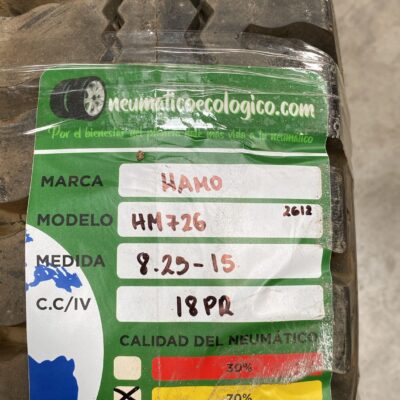 neumaticoecologico.com
Por el bienestar del planeta dale más vida a tu neumático
MARCA HAMO
MODELO HM726 2612
MEDIDA 8.25-15
C.C/IV 18PR
CALIDAD DEL NEUMÁTICO
30%
X 70%